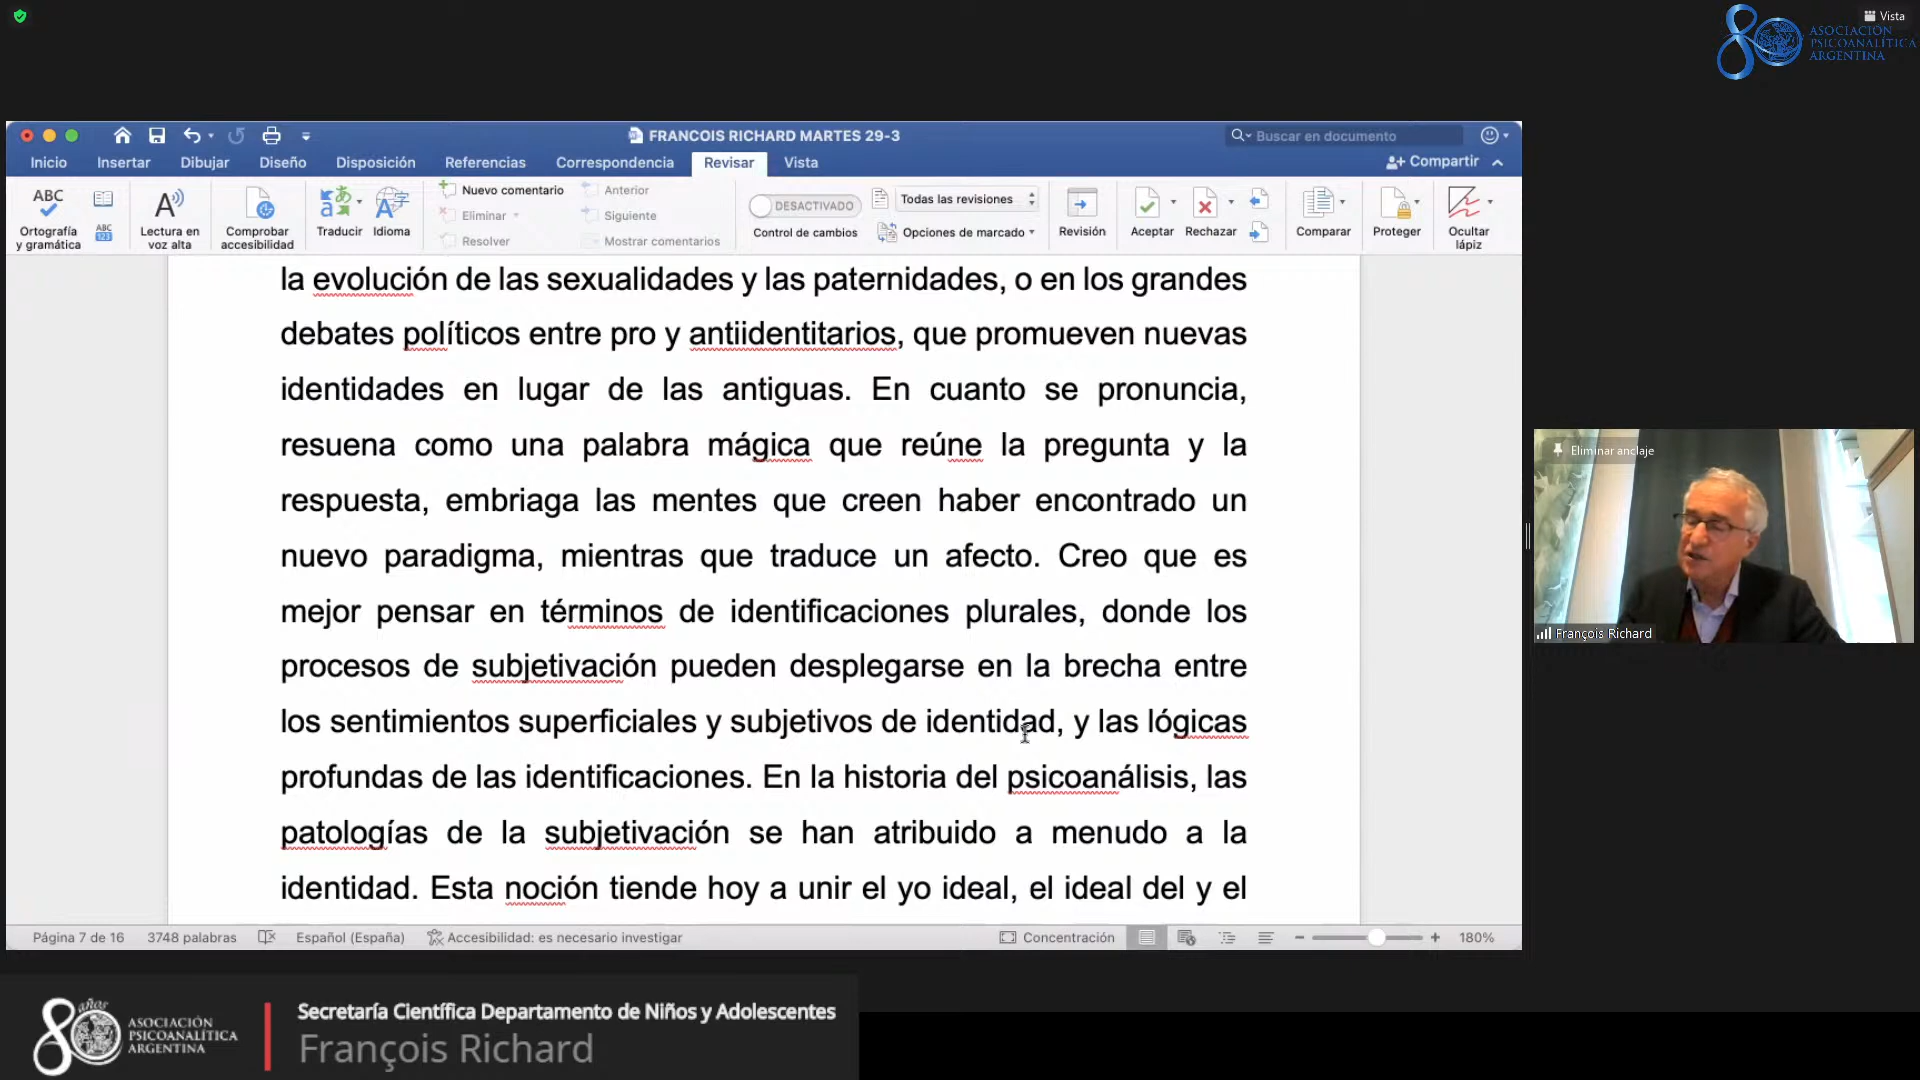 Vista
ASOCIACIÓN
PSICOANALÍTICA
ARGENTINA
FRANCOIS RICHARD MARTES 29-3
Buscar en documento
Inicio
Insertar
Dibujar
Diseño
Disposición
Referencias
Correspondencia
Revisar
Vista
Compartir
ABC
Ortografía
y gramática
ABC
123
Lectura en
voz alta
Comprobar
accesibilidad
Traducir
Idioma
Nuevo comentario
Eliminar
Resolver
Anterior
Siguiente
Mostrar comentarios
DESACTIVADO
Control de cambios
Todas las revisiones
Opciones de marcado
Revisión
Aceptar
Rechazar
Comparar
Proteger
Ocultar
lápiz
la evolución de las sexualidades y las paternidades, o en los grandes
debates políticos entre pro y antiidentitarios, que promueven nuevas
identidades en lugar de las antiguas. En cuanto se pronuncia,
resuena como una palabra mágica que reúne la pregunta y la
respuesta, embriaga las mentes que creen haber encontrado un
nuevo paradigma, mientras que traduce un afecto. Creo que es
mejor pensar en términos de identificaciones plurales, donde los
procesos de subjetivación pueden desplegarse en la brecha entre
los sentimientos superficiales y subjetivos de identidad, y las lógicas
profundas de las identificaciones. En la historia del psicoanálisis, las
patologías de la subjetivación se han atribuido a menudo a la
identidad. Esta noción tiende hoy a unir el yo ideal, el ideal del y el
Página 7 de 16
3748 palabras
Español (España)
Accesibilidad: es necesario investigar
Concentración
180%
Eliminar anclaje
François Richard
80 años
ASOCIACIÓN
PSICOANALÍTICA
ARGENTINA
Secretaría Científica Departamento de Niños y Adolescentes
François Richard